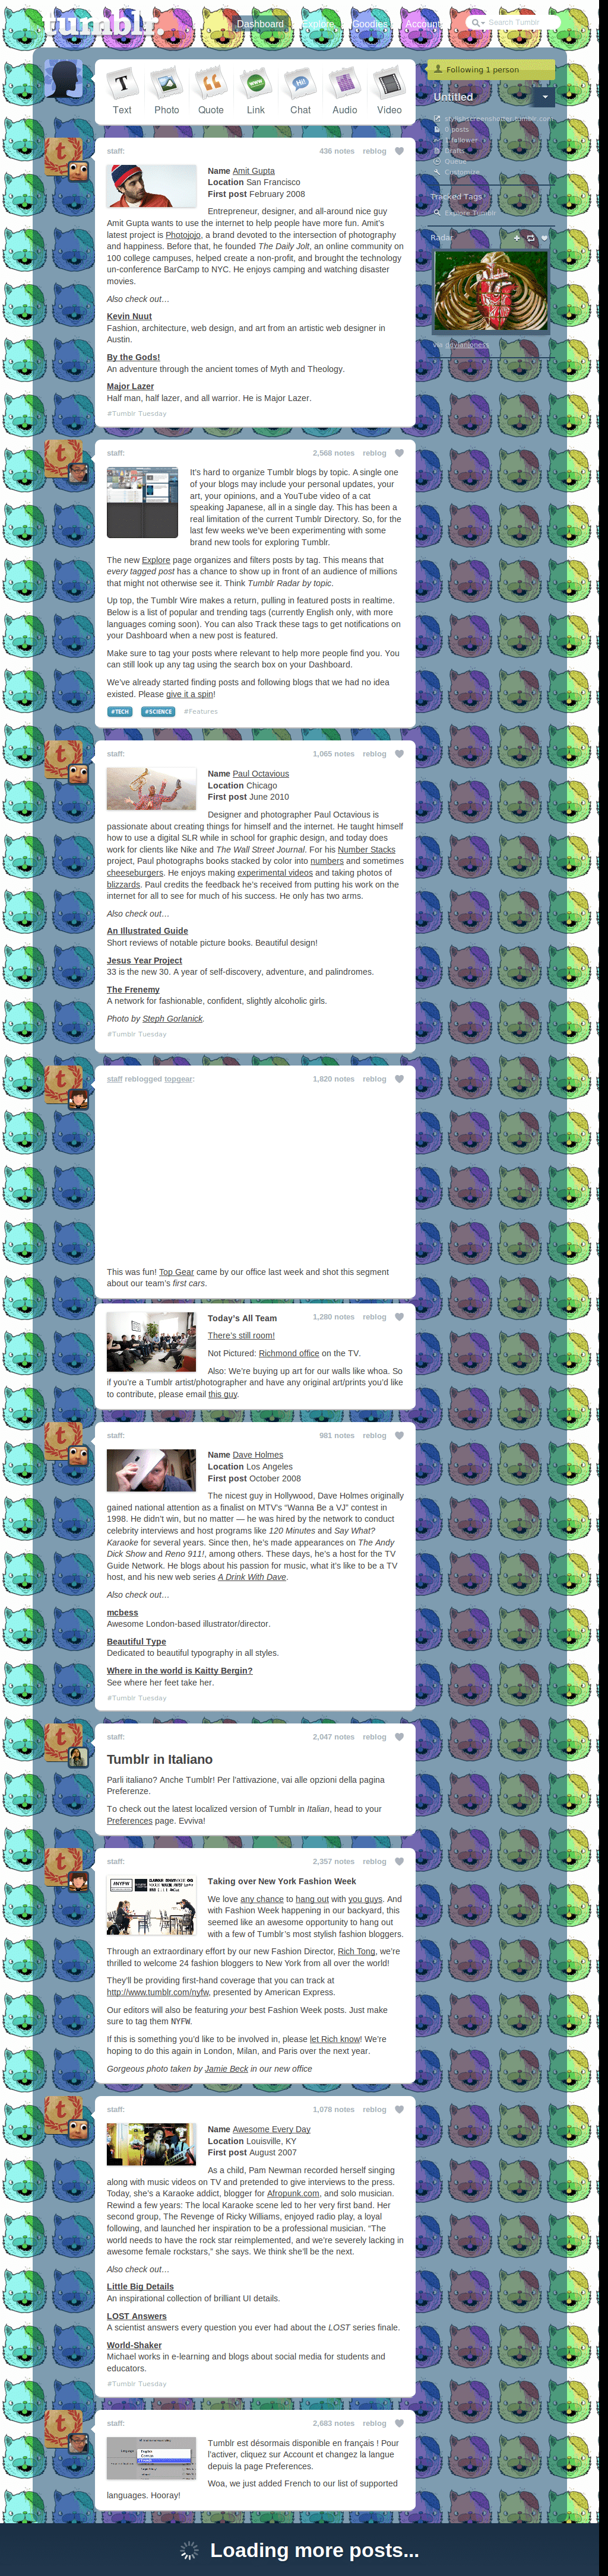 tumblr.
Dashboard Explore Goodies Account Search Tumblr
Text Photo Quote Link Chat Audio Video
Following 1 person
Untitled
0 posts
1 follower
Drafts
Queue
Customize
Tracked Tags
Explore Tumblr
Radar
staff: 436 notes reblog
Name Amit Gupta
Location San Francisco
First post February 2008
Entrepreneur, designer, and all-around nice guy
Amit Gupta wants to use the internet to help people have more fun. Amit's
latest project is Photojojo, a brand devoted to the intersection of photography
and happiness. Before that, he founded The Daily Jolt, an online community on
100 college campuses, helped create a non-profit, and brought the technology
un-conference BarCamp to NYC. He enjoys camping and watching disaster
movies.
Also check out…
Kevin Nuut
Fashion, architecture, web design, and art from an artistic web designer in
Austin.
By the Gods!
An adventure through the ancient tomes of Myth and Theology.
Major Lazer
Half man, half lazer, and all warrior. He is Major Lazer.
#Tumblr Tuesday
staff: 2,568 notes reblog
It's hard to organize Tumblr blogs by topic. A single one
of your blogs may include your personal updates, your
art, your opinions, and a YouTube video of a cat
speaking Japanese, all in a single day. This has been a
real limitation of the current Tumblr Directory. So, for the
last few weeks we've been experimenting with some
brand new tools for exploring Tumblr.
The new Explore page organizes and filters posts by tag. This means that
every tagged post has a chance to show up in front of an audience of millions
that might not otherwise see it. Think Tumblr Radar by topic.
Up top, the Tumblr Wire makes a return, pulling in featured posts in realtime.
Below is a list of popular and trending tags (currently English only, with more
languages coming soon). You can also Track these tags to get notifications on
your Dashboard when a new post is featured.
Make sure to tag your posts where relevant to help more people find you. You
can still look up any tag using the search box on your Dashboard.
We've already started finding posts and following blogs that we had no idea
existed. Please give it a spin!
#TECH #SCIENCE #Features
staff: 1,065 notes reblog
Name Paul Octavious
Location Chicago
First post June 2010
Designer and photographer Paul Octavious is
passionate about creating things for himself and the internet. He taught himself
how to use a digital SLR while in school for graphic design, and today does
work for clients like Nike and The Wall Street Journal. For his Number Stacks
project, Paul photographs books stacked by color into numbers and sometimes
cheeseburgers. He enjoys making experimental videos and taking photos of
blizzards. Paul credits the feedback he's received from putting his work on the
internet for all to see for much of his success. He only has two arms.
Also check out…
An Illustrated Guide
Short reviews of notable picture books. Beautiful design!
Jesus Year Project
33 is the new 30. A year of self-discovery, adventure, and palindromes.
The Frenemy
A network for fashionable, confident, slightly alcoholic girls.
Photo by Steph Gorlanick.
#Tumblr Tuesday
staff reblogged topgear: 1,820 notes reblog
This was fun! Top Gear came by our office last week and shot this segment
about our team's first cars.
Today's All Team 1,280 notes reblog
There's still room!
Not Pictured: Richmond office on the TV.
Also: We're buying up art for our walls like whoa. So
if you're a Tumblr artist/photographer and have any original art/prints you'd like
to contribute, please email this guy.
staff: 981 notes reblog
Name Dave Holmes
Location Los Angeles
First post October 2008
The nicest guy in Hollywood, Dave Holmes originally
gained national attention as a finalist on MTV's “Wanna Be a VJ” contest in
1998. He didn't win, but no matter — he was hired by the network to conduct
celebrity interviews and host programs like 120 Minutes and Say What?
Karaoke for several years. Since then, he's made appearances on The Andy
Dick Show and Reno 911!, among others. These days, he's a host for the TV
Guide Network. He blogs about his passion for music, what it's like to be a TV
host, and his new web series A Drink With Dave.
Also check out…
mcbess
Awesome London-based illustrator/director.
Beautiful Type
Dedicated to beautiful typography in all styles.
Where in the world is Kaitty Bergin?
See where her feet take her.
#Tumblr Tuesday
staff: 2,047 notes reblog
Tumblr in Italiano
Parli italiano? Anche Tumblr! Per l'attivazione, vai alle opzioni della pagina
Preferenze.
To check out the latest localized version of Tumblr in Italian, head to your
Preferences page. Evviva!
staff: 2,357 notes reblog
Taking over New York Fashion Week
We love any chance to hang out with you guys. And
with Fashion Week happening in our backyard, this
seemed like an awesome opportunity to hang out
with a few of Tumblr's most stylish fashion bloggers.
Through an extraordinary effort by our new Fashion Director, Rich Tong, we're
thrilled to welcome 24 fashion bloggers to New York from all over the world!
They'll be providing first-hand coverage that you can track at
http://www.tumblr.com/nyfw, presented by American Express.
Our editors will also be featuring your best Fashion Week posts. Just make
sure to tag them NYFW.
If this is something you'd like to be involved in, please let Rich know! We're
hoping to do this again in London, Milan, and Paris over the next year.
Gorgeous photo taken by Jamie Beck in our new office
staff: 1,078 notes reblog
Name Awesome Every Day
Location Louisville, KY
First post August 2007
As a child, Pam Newman recorded herself singing
along with music videos on TV and pretended to give interviews to the press.
Today, she's a Karaoke addict, blogger for Afropunk.com, and solo musician.
Rewind a few years: The local Karaoke scene led to her very first band. Her
second group, The Revenge of Ricky Williams, enjoyed radio play, a loyal
following, and launched her inspiration to be a professional musician. “The
world needs to have the rock star reimplemented, and we're severely lacking in
awesome female rockstars,” she says. We think she'll be the next.
Also check out…
Little Big Details
An inspirational collection of brilliant UI details.
LOST Answers
A scientist answers every question you ever had about the LOST series finale.
World-Shaker
Michael works in e-learning and blogs about social media for students and
educators.
#Tumblr Tuesday
staff: 2,683 notes reblog
Tumblr est désormais disponible en français ! Pour
l'activer, cliquez sur Account et changez la langue
depuis la page Preferences.
Woa, we just added French to our list of supported
languages. Hooray!
Loading more posts...